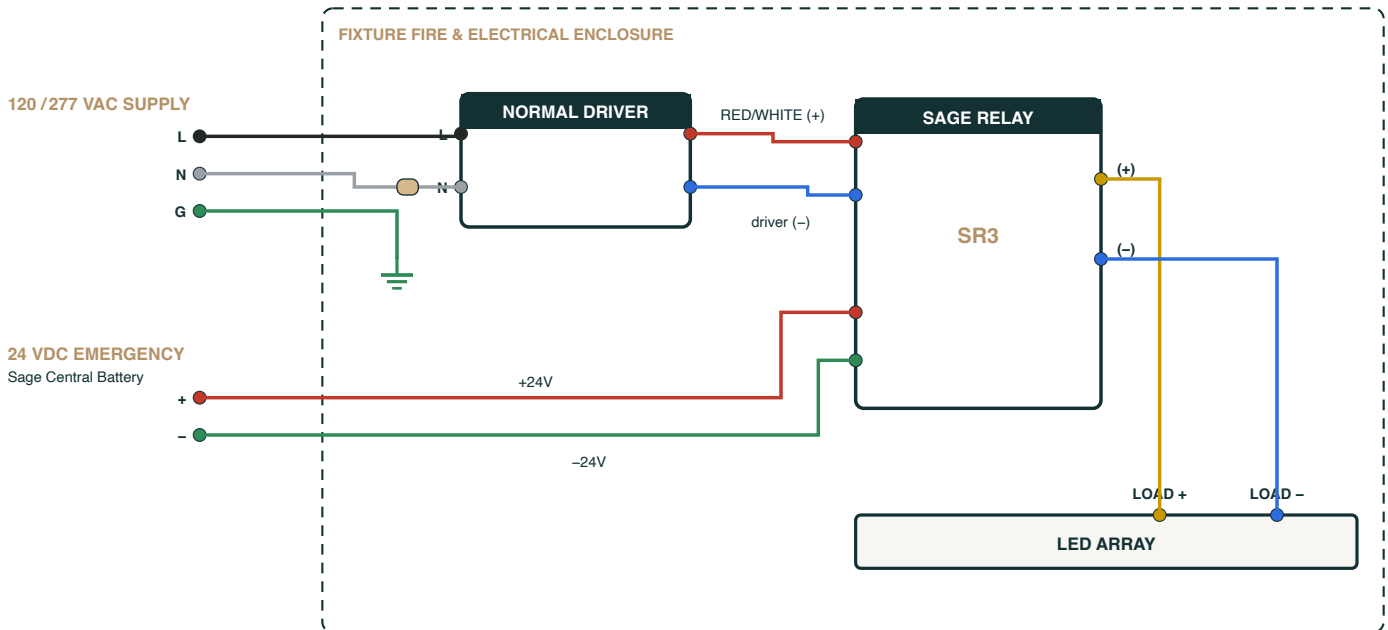 FIXTURE FIRE & ELECTRICAL ENCLOSURE
120 / 277 VAC SUPPLY
L
N
G
NORMAL DRIVER
L
N
RED/WHITE (+)
driver (−)
SAGE RELAY
SR3
(+)
(−)
24 VDC EMERGENCY
Sage Central Battery
+
−
+24V
−24V
LOAD +
LOAD −
LED ARRAY